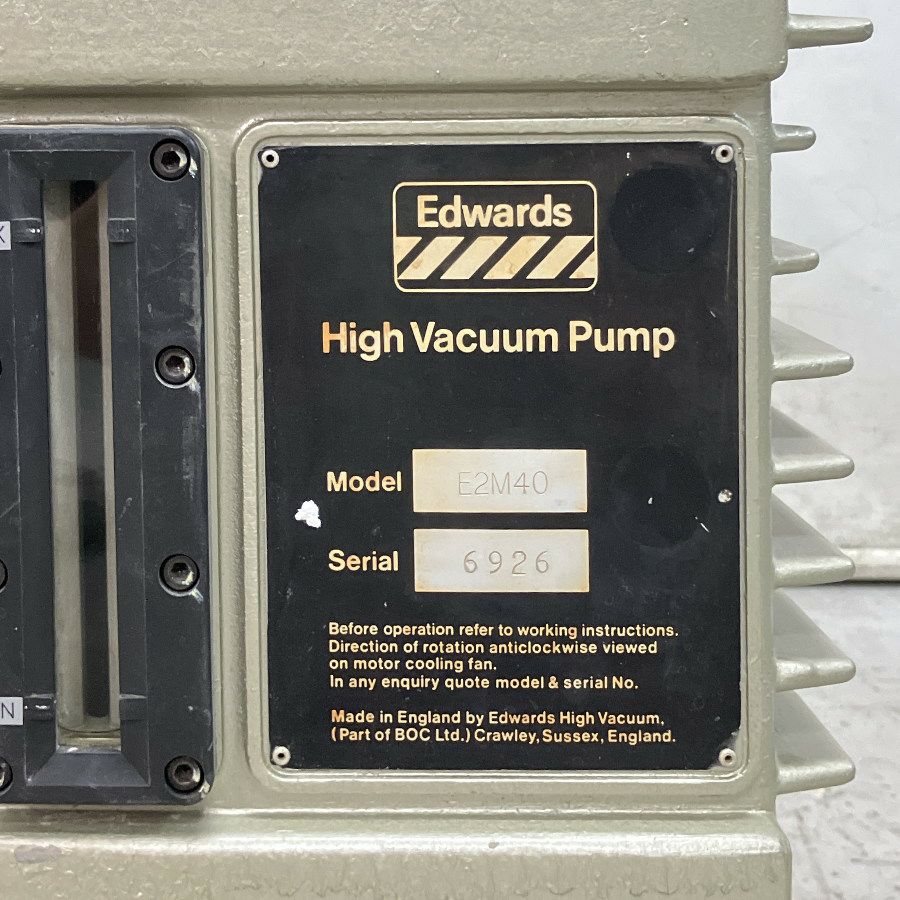 Edwards
High Vacuum Pump
Model E2M40
Serial 6926
Before operation refer to working instructions.
Direction of rotation anticlockwise viewed
on motor cooling fan.
In any enquiry quote model & serial No.
Made in England by Edwards High Vacuum,
(Part of BOC Ltd.) Crawley, Sussex, England.